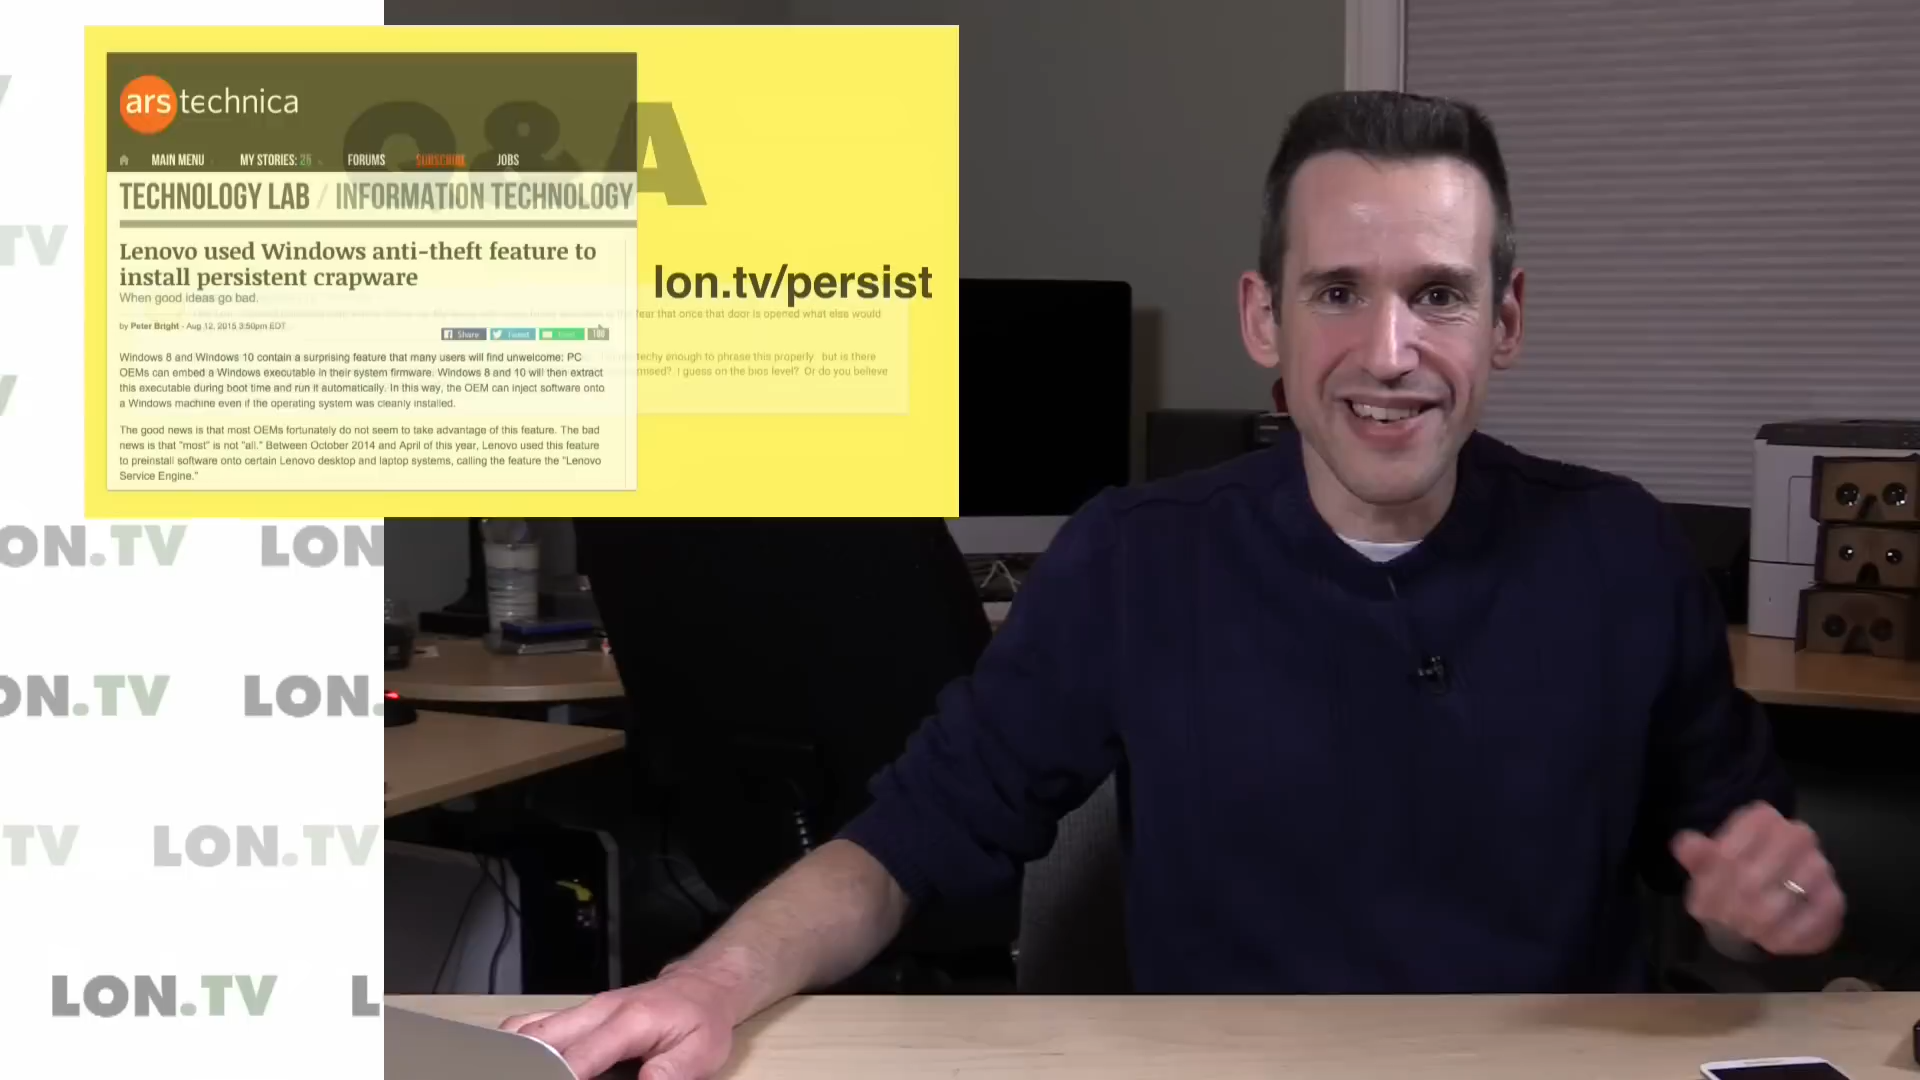 arstechnica
Q&A
MAIN MENU
MY STORIES: 25
FORUMS
SUBSCRIBE
JOBS
TECHNOLOGY LAB / INFORMATION TECHNOLOGY
Lenovo used Windows anti-theft feature to
install persistent crapware
When good ideas go bad.
by Peter Bright - Aug 12, 2015 3:50pm EDT
Share
Tweet
Windows 8 and Windows 10 contain a surprising feature that many users will find unwelcome: PC
OEMs can embed a Windows executable in their system firmware. Windows 8 and 10 will then extract
this executable during boot time and run it automatically. In this way, the OEM can inject software onto
a Windows machine even if the operating system was cleanly installed.
The good news is that most OEMs fortunately do not seem to take advantage of this feature. The bad
news is that "most" is not "all." Between October 2014 and April of this year, Lenovo used this feature
to preinstall software onto certain Lenovo desktop and laptop systems, calling the feature the "Lenovo
Service Engine."
lon.tv/persist
fear that once that door is opened what else would
techy enough to phrase this properly but is there
mised? I guess on the bios level? Or do you believe
TV
ON.TV LON
ON.TV LON.
TV LON.TV
LON.TV L